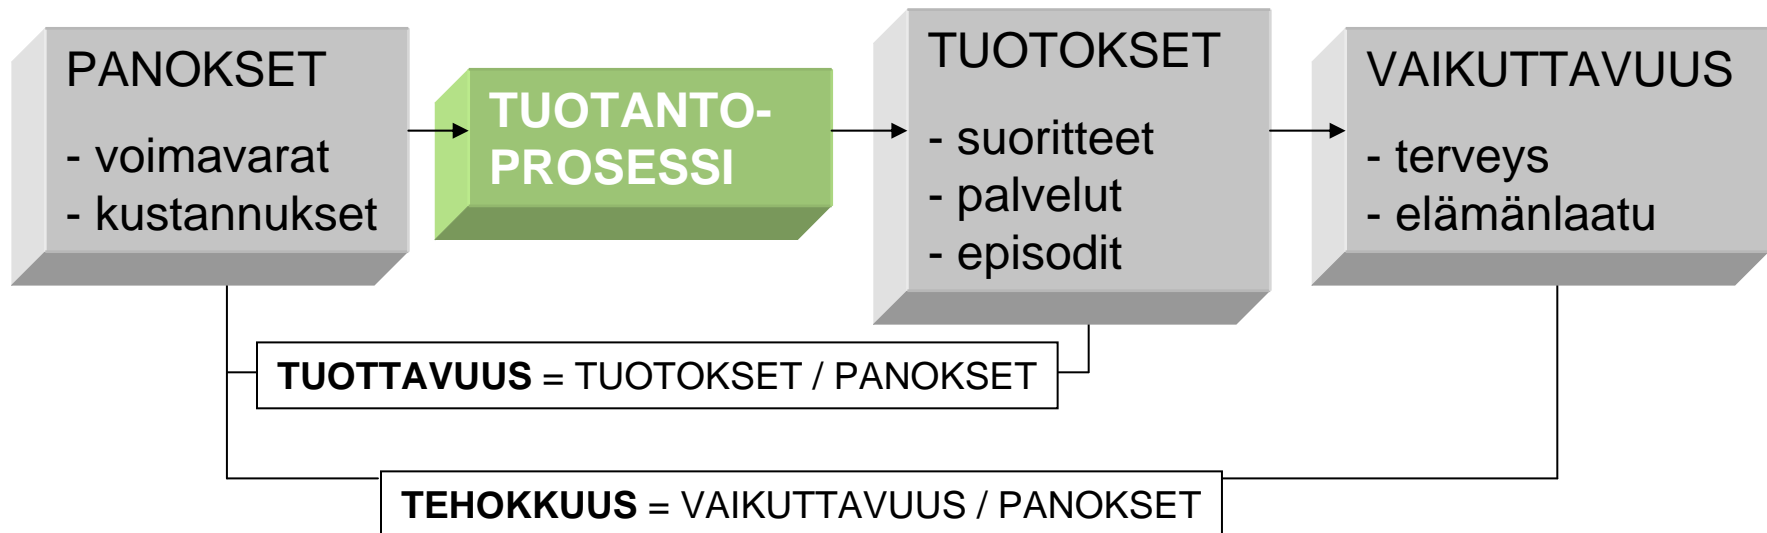 PANOKSET
- voimavarat
- kustannukset
TUOTANTO-
PROSESSI
TUOTOKSET
- suoritteet
- palvelut
- episodit
VAIKUTTAVUUS
- terveys
- elämänlaatu
TUOTTAVUUS = TUOTOKSET / PANOKSET
TEHOKKUUS = VAIKUTTAVUUS / PANOKSET